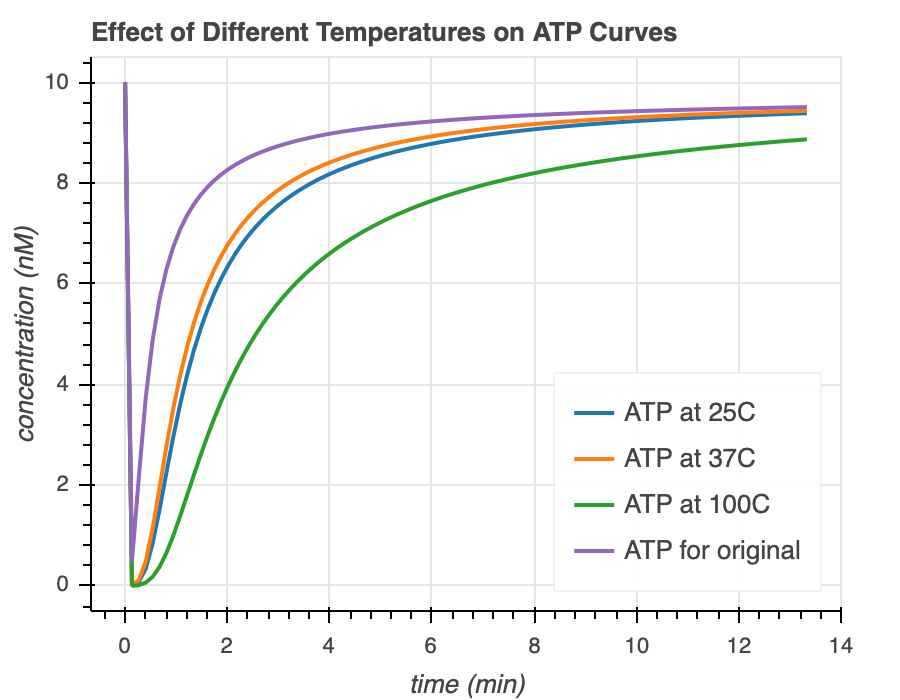 Effect of Different Temperatures on ATP Curves
concentration (nM)
10
8
6
4
2
0
ATP at 25C
ATP at 37C
ATP at 100C
ATP for original
0 2 4 6 8 10 12 14
time (min)